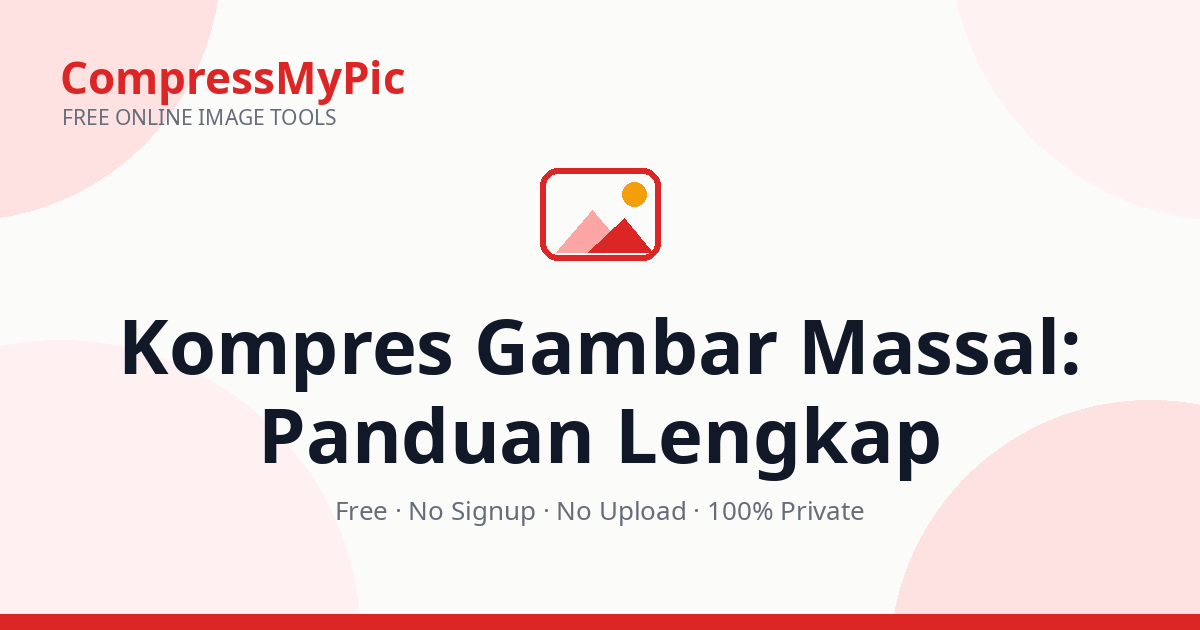 CompressMyPic
FREE ONLINE IMAGE TOOLS
Kompres Gambar Massal:
Panduan Lengkap
Free · No Signup · No Upload · 100% Private